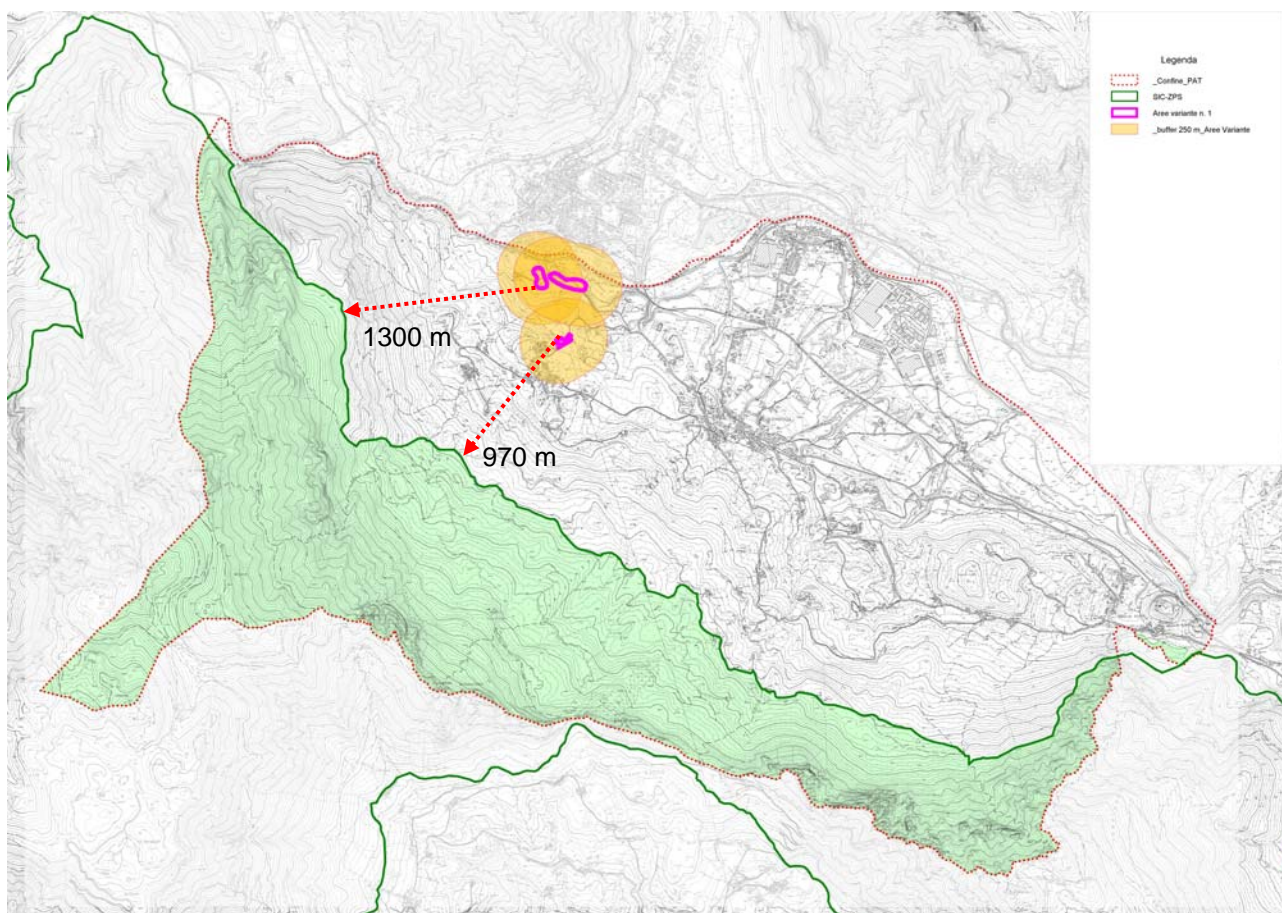 Legenda
_Confine_PAT
SIC-ZPS
Aree variante n. 1
_buffer 250 m_Aree Variante
1300 m
970 m